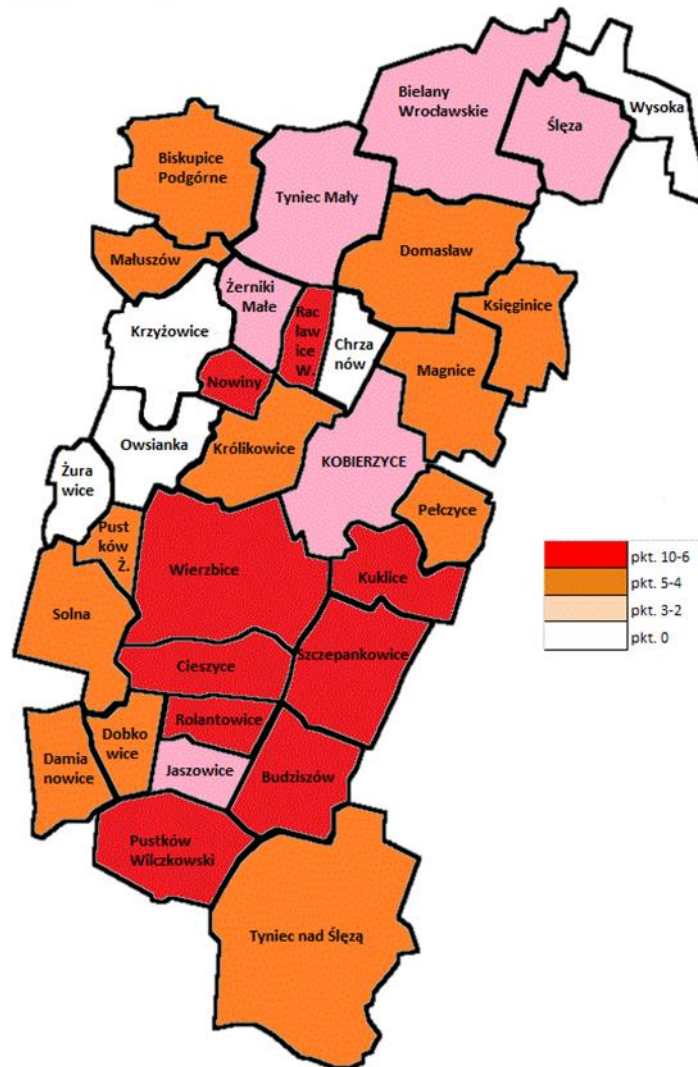 Bielany
Wrocławskie
Wysoka
Ślęza
Biskupice
Podgórne
Tyniec Mały
Domasław
Małuszów
Żerniki
Małe
Księginice
Rac
ław
ice
W.
Krzyżowice
Chrza
nów
Magnice
Nowiny
Owsianka
Królikowice
KOBIERZYCE
Żura
wice
Pełczyce
Pust
ków
Ż.
Wierzbice
Kuklice
Solna
Cieszyce
Szczepankowice
Rolantowice
Dobko
wice
Damia
nowice
Jaszowice
Budziszów
Pustków
Wilczkowski
Tyniec nad Ślęzą
pkt. 10-6
pkt. 5-4
pkt. 3-2
pkt. 0